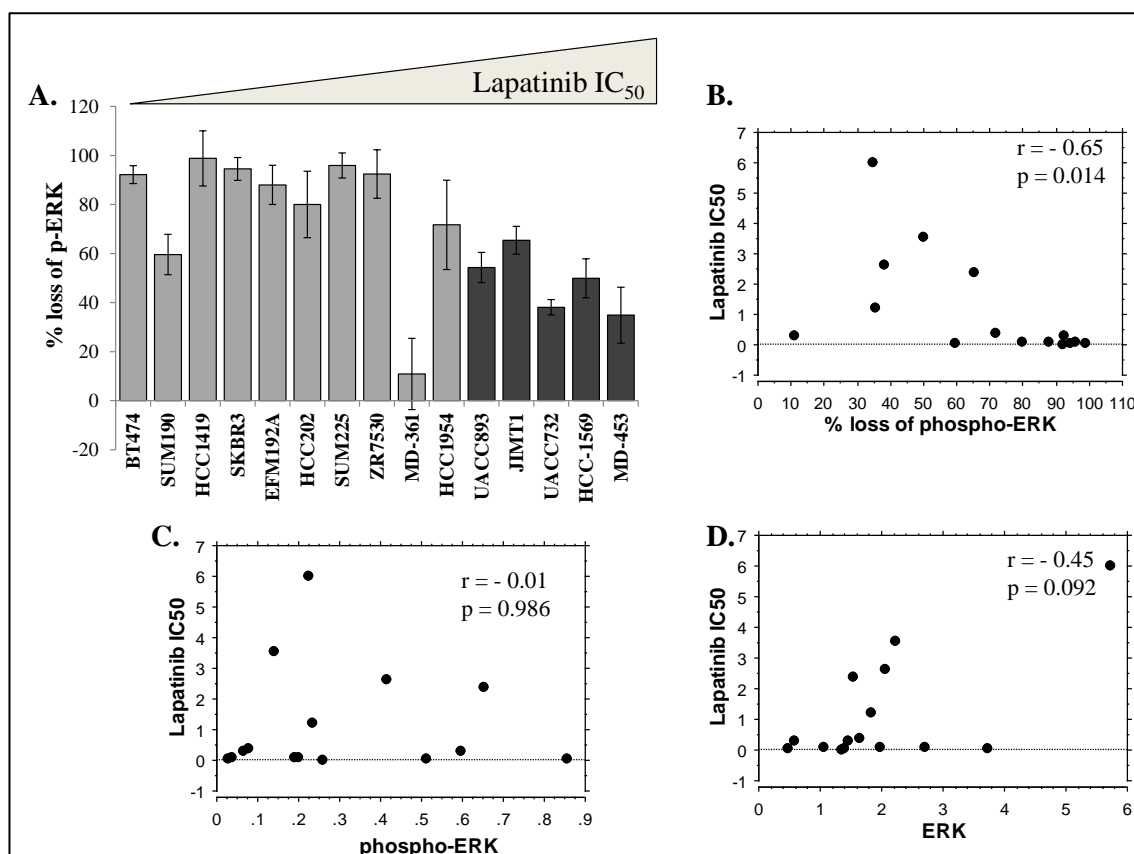 Lapatinib IC50
A.
% loss of p-ERK
120
100
80
60
40
20
0
-20
BT474
SUM190
HCC1419
SKBR3
EFM192A
HCC202
SUM225
ZR7530
MD-361
HCC1954
UACC893
JIMT1
UACC732
HCC-1569
MD-453
B.
r = - 0.65
p = 0.014
Lapatinib IC50
7
6
5
4
3
2
1
0
-1
0 10 20 30 40 50 60 70 80 90 100 110
% loss of phospho-ERK
C.
r = - 0.01
p = 0.986
Lapatinib IC50
7
6
5
4
3
2
1
0
-1
0 .1 .2 .3 .4 .5 .6 .7 .8 .9
phospho-ERK
D.
r = - 0.45
p = 0.092
Lapatinib IC50
7
6
5
4
3
2
1
0
-1
0 1 2 3 4 5 6
ERK